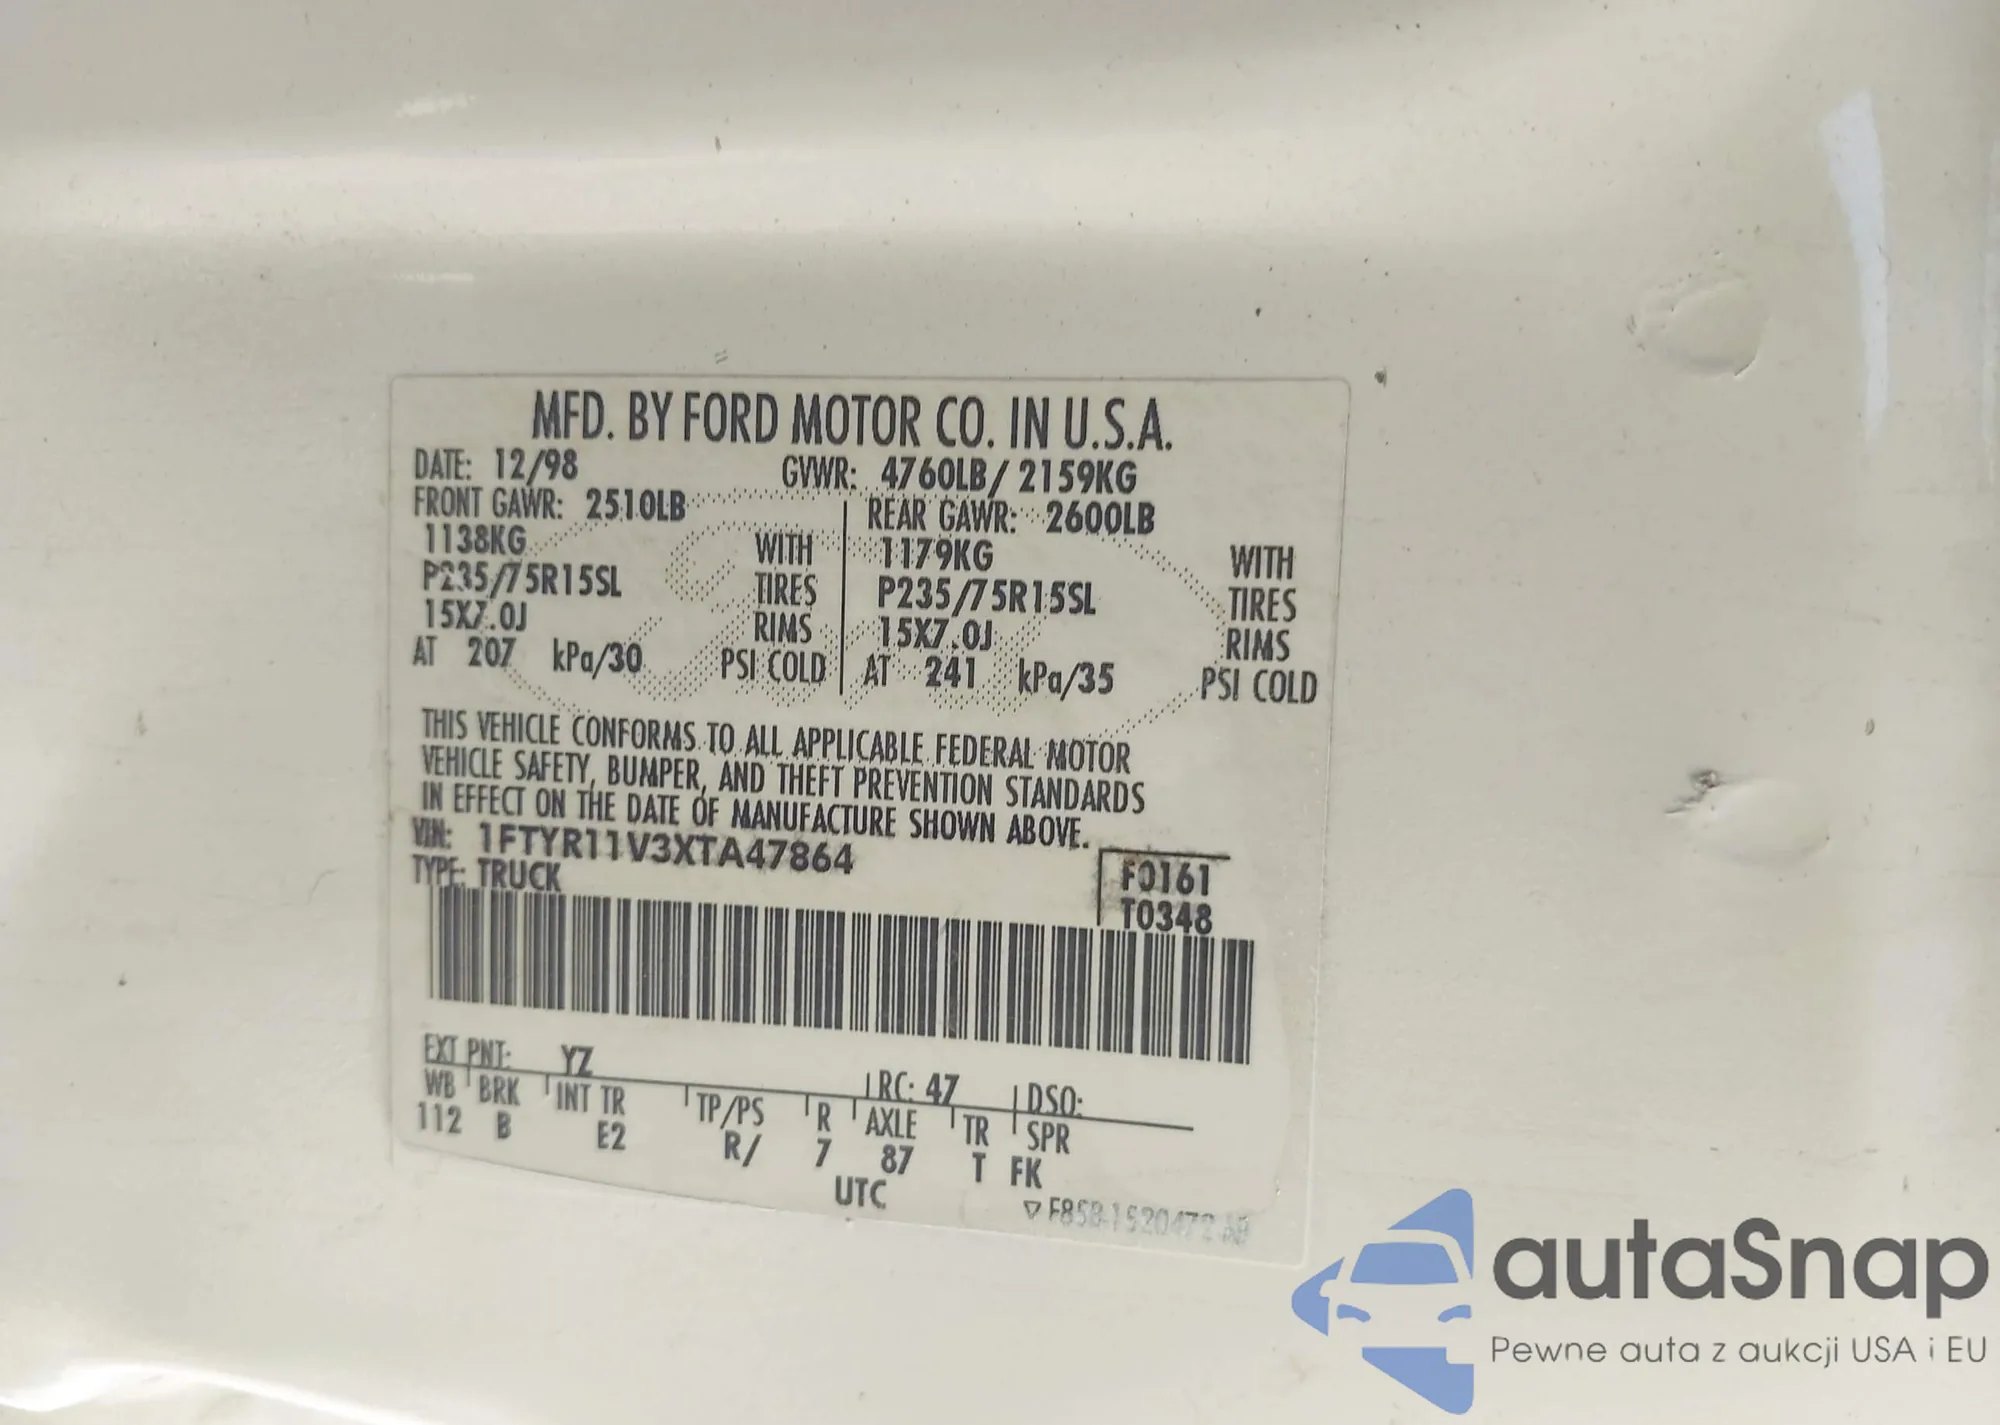 MFD. BY FORD MOTOR CO. IN U.S.A.
DATE: 12/98 GVWR: 4760LB/ 2159KG
FRONT GAWR: 2510LB REAR GAWR: 2600LB
1138KG WITH 1179KG WITH
P235/75R15SL TIRES P235/75R15SL TIRES
15X7.0J RIMS 15X7.0J RIMS
AT 207 kPa/30 PSI COLD AT 241 kPa/35 PSI COLD
THIS VEHICLE CONFORMS TO ALL APPLICABLE FEDERAL MOTOR
VEHICLE SAFETY, BUMPER, AND THEFT PREVENTION STANDARDS
IN EFFECT ON THE DATE OF MANUFACTURE SHOWN ABOVE.
VIN: 1FTYR11V3XTA47864
TYPE: TRUCK
F0161
T0348
EXT PNT: YZ RC: 47 DSO:
WB BRK INT TR TP/PS R AXLE TR SPR
112 B E2 R/ 7 87 T FK
UTC
F85B-1520472-AB
autaSnap
Pewne auta z aukcji USA i EU